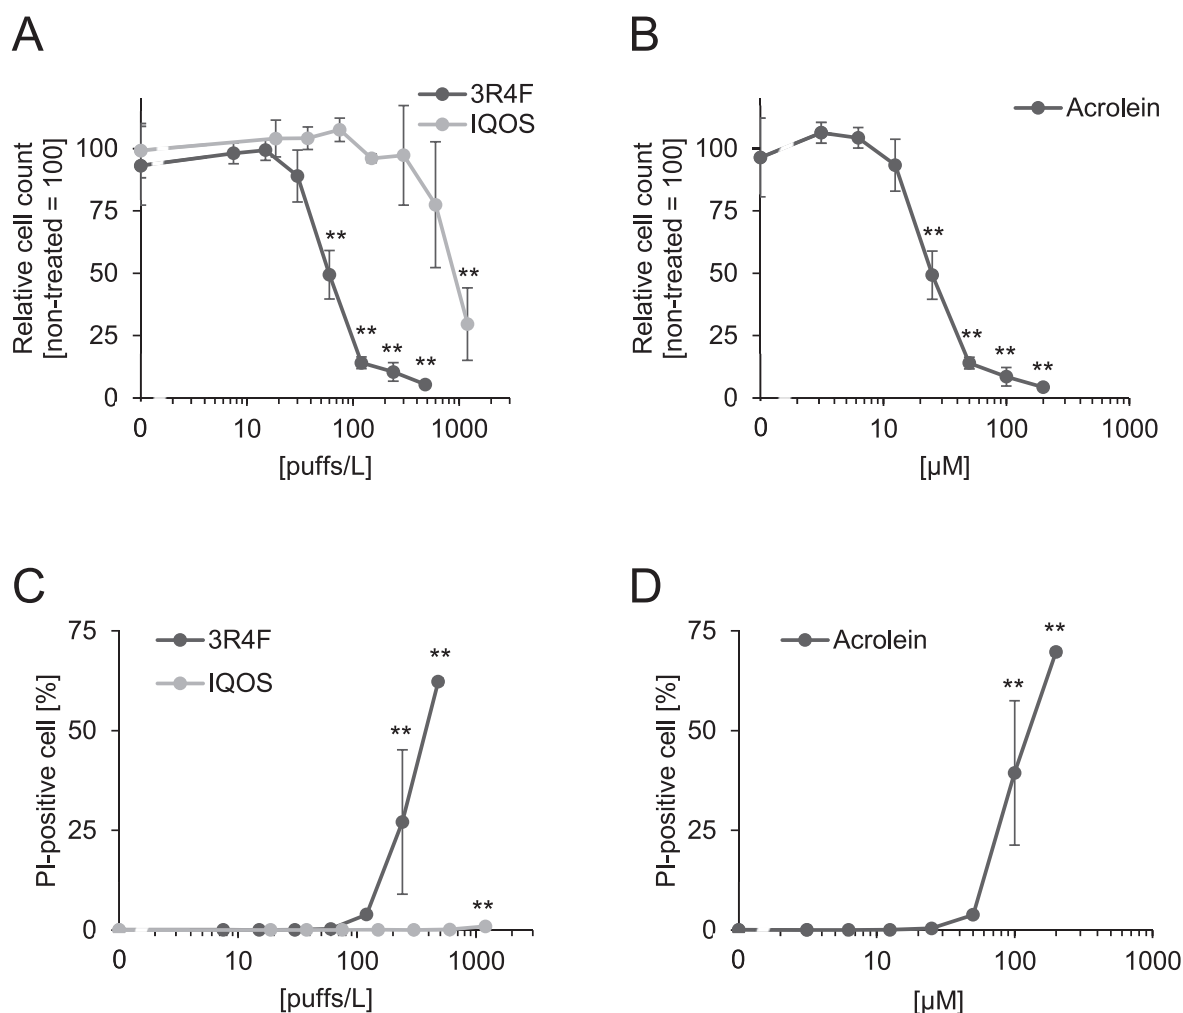 A
3R4F
IQOS
Relative cell count
[non-treated = 100]
100
75
50
25
0
**
**
**
**
**
0
10
100
1000
[puffs/L]
B
Acrolein
Relative cell count
[non-treated = 100]
100
75
50
25
0
**
**
**
**
0
10
100
1000
[µM]
C
3R4F
IQOS
PI-positive cell [%]
75
50
25
0
**
**
**
0
10
100
1000
[puffs/L]
D
Acrolein
PI-positive cell [%]
75
50
25
0
**
**
0
10
100
1000
[µM]